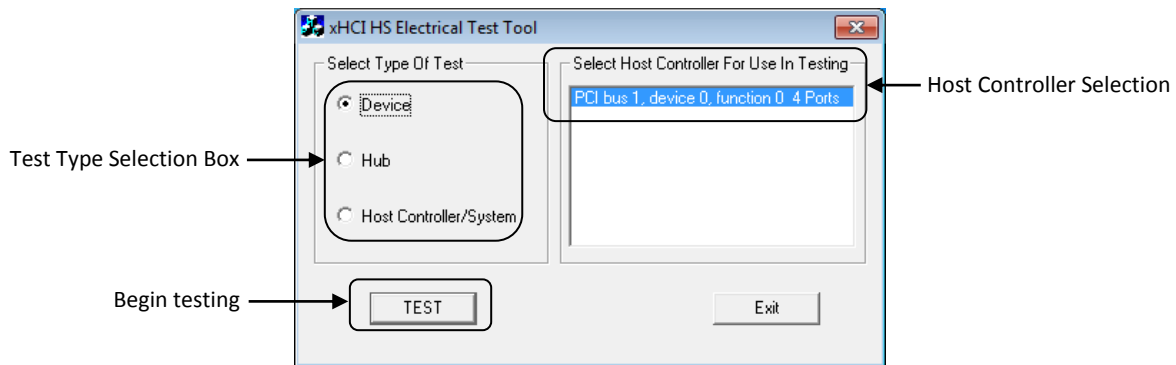 xHCI HS Electrical Test Tool
Select Type Of Test
Select Host Controller For Use In Testing
Host Controller Selection
PCI bus 1, device 0, function 0 4 Ports
Device
Test Type Selection Box
Hub
Host Controller/System
Begin testing
TEST
Exit